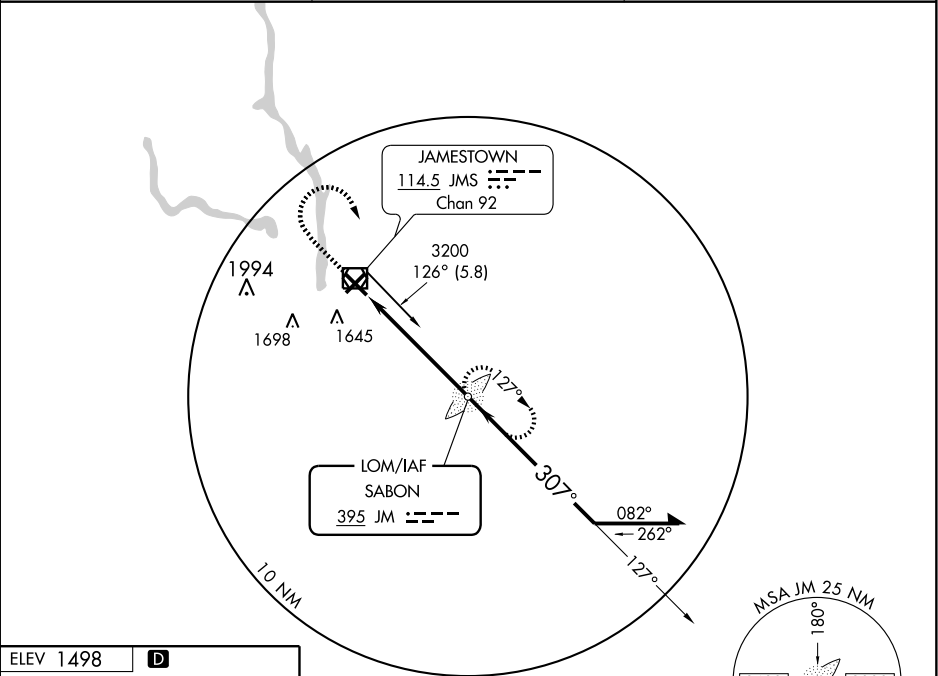 JAMESTOWN
114.5 JMS
Chan 92
3200
126° (5.8)
1994
1698
1645
127°
LOM/IAF
SABON
395 JM
307°
082°
262°
127°
10 NM
MSA JM 25 NM
180°
ELEV 1498 D